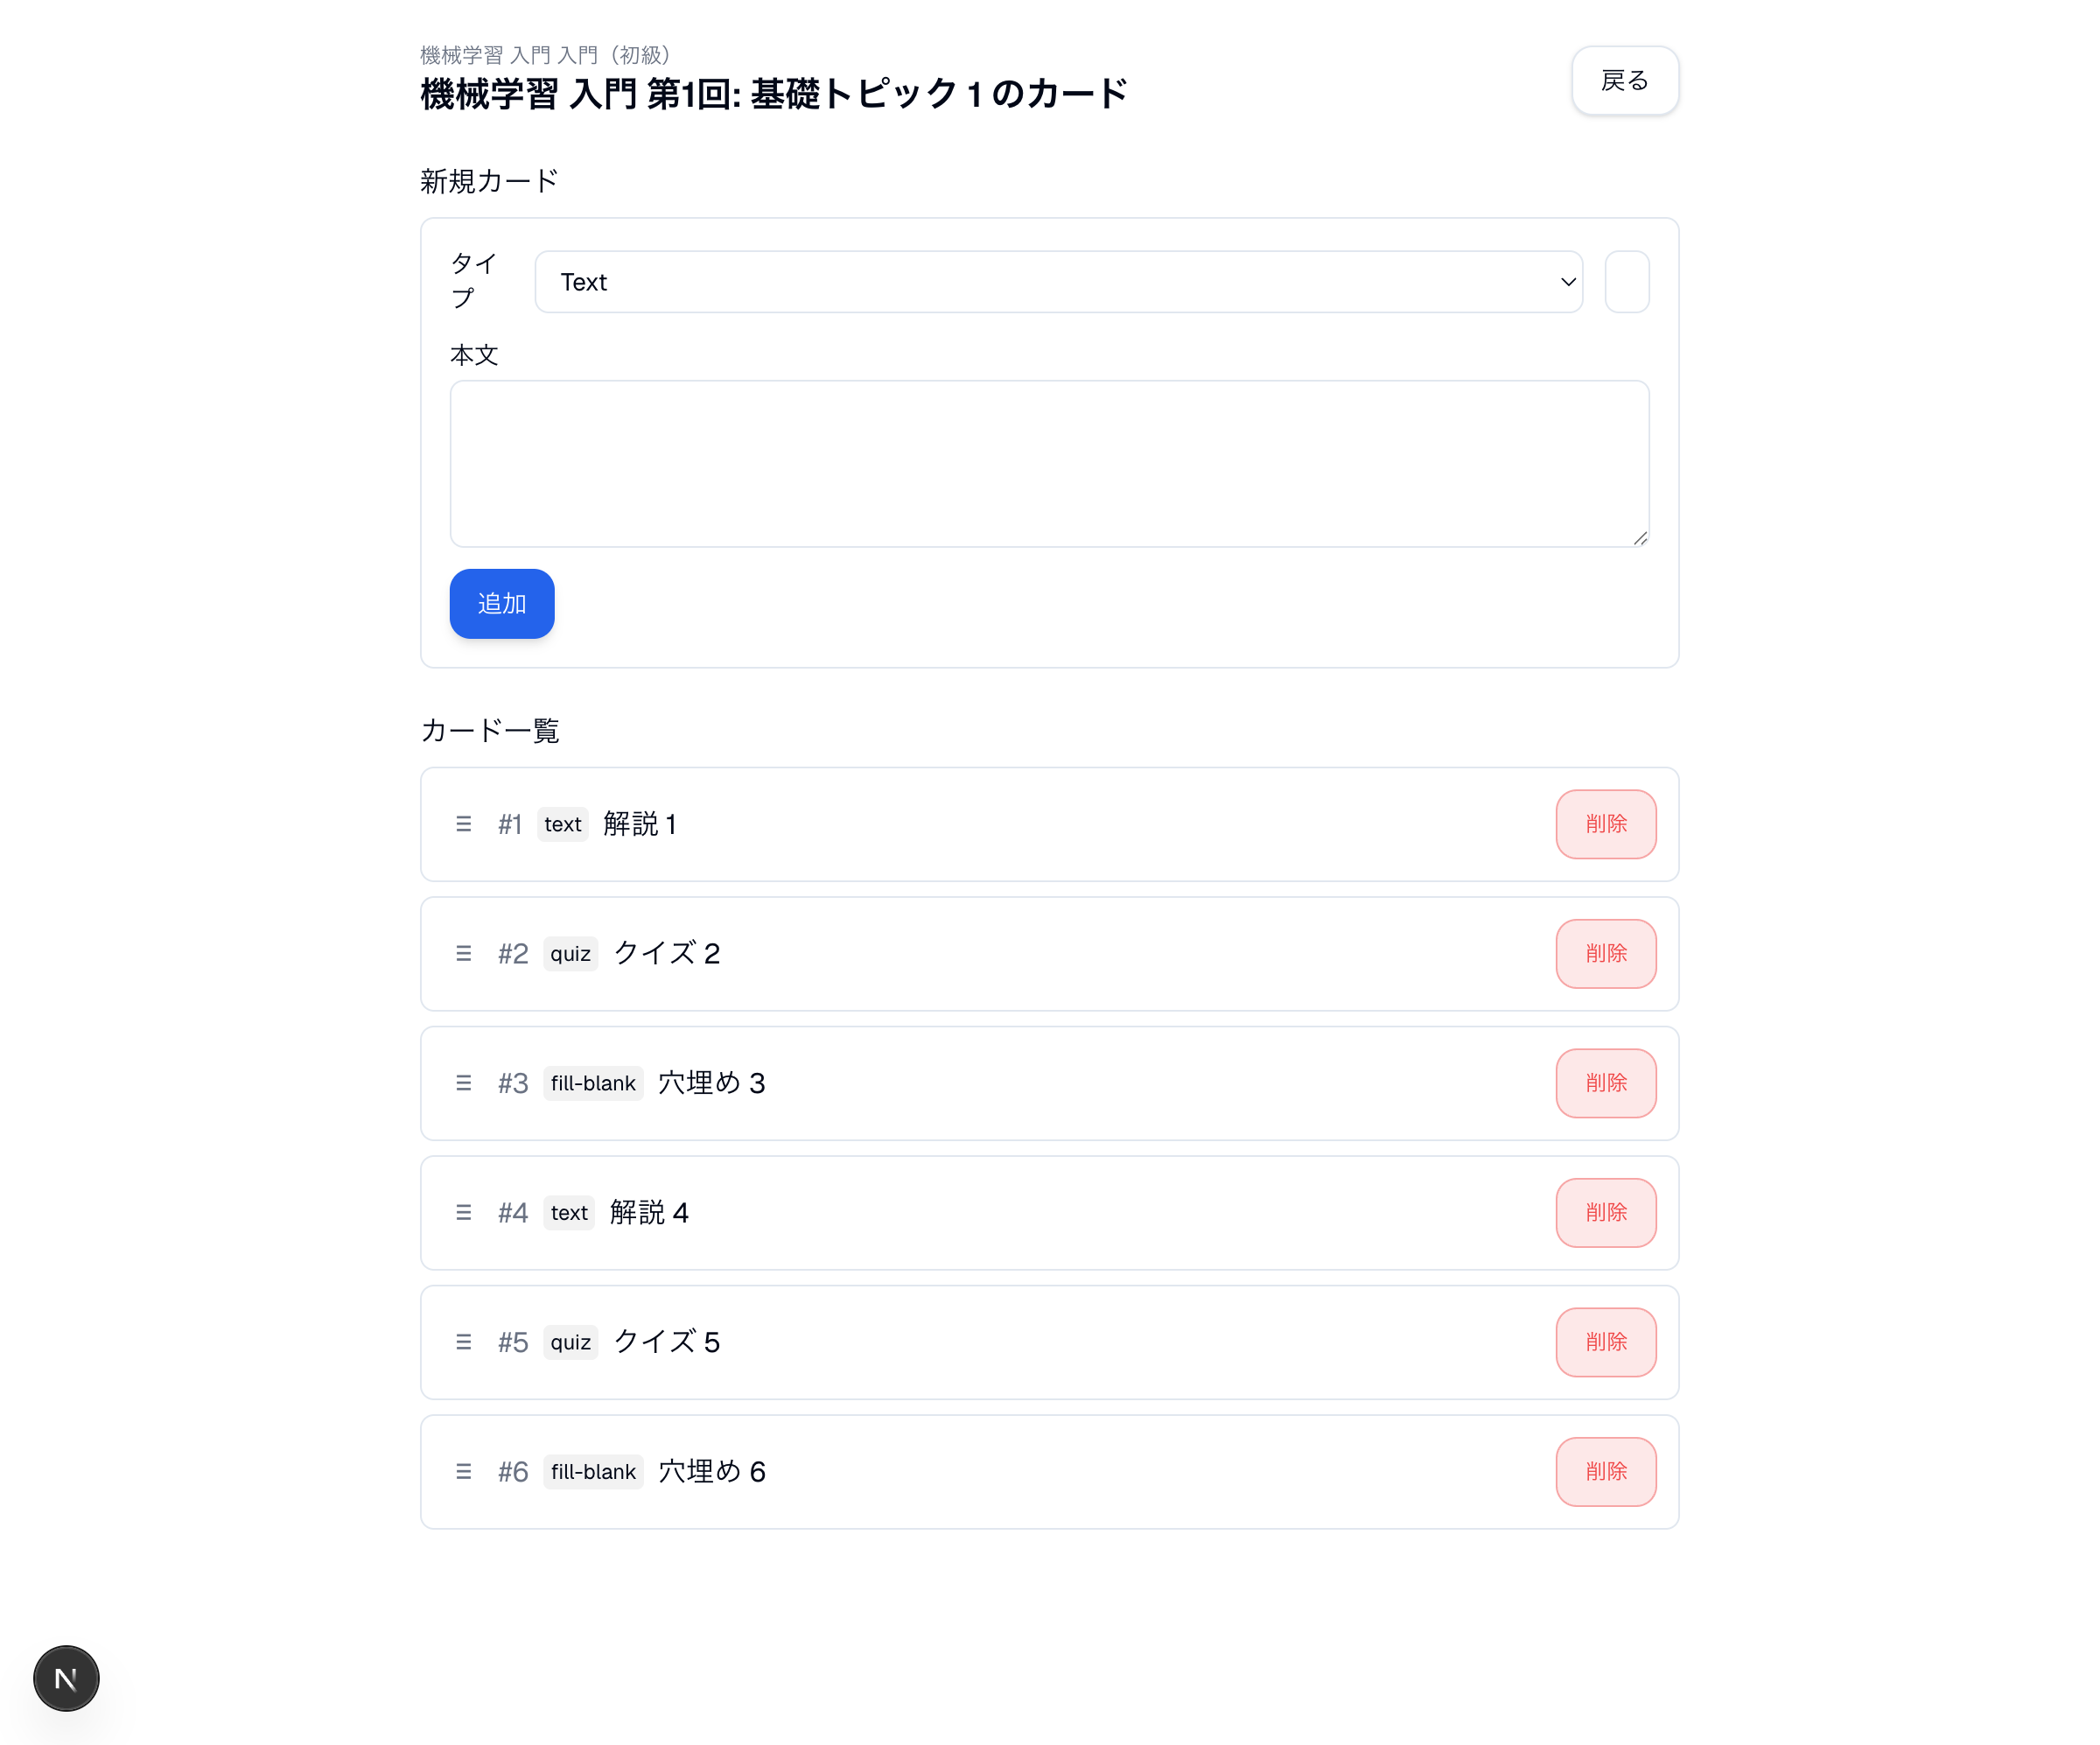 機械学習 入門 入門（初級）
機械学習 入門 第1回: 基礎トピック 1 のカード
戻る
新規カード
タイ
プ
Text
本文
追加
カード一覧
#1 text 解説 1 削除
#2 quiz クイズ 2 削除
#3 fill-blank 穴埋め 3 削除
#4 text 解説 4 削除
#5 quiz クイズ 5 削除
#6 fill-blank 穴埋め 6 削除
N